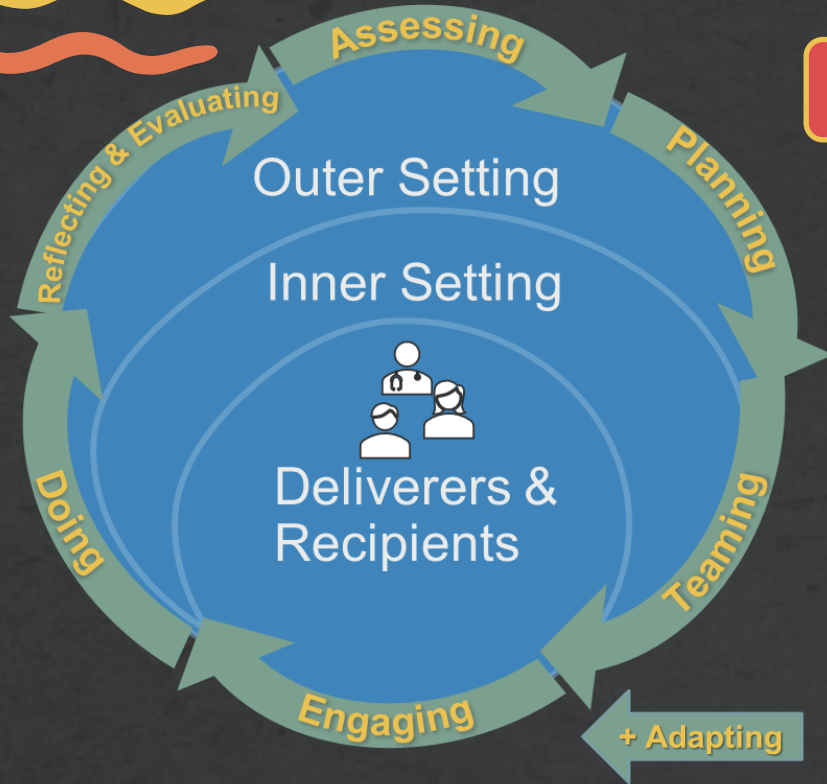 Assessing
Planning
Teaming
Engaging
Doing
Reflecting & Evaluating
Outer Setting
Inner Setting
Deliverers &
Recipients
+ Adapting